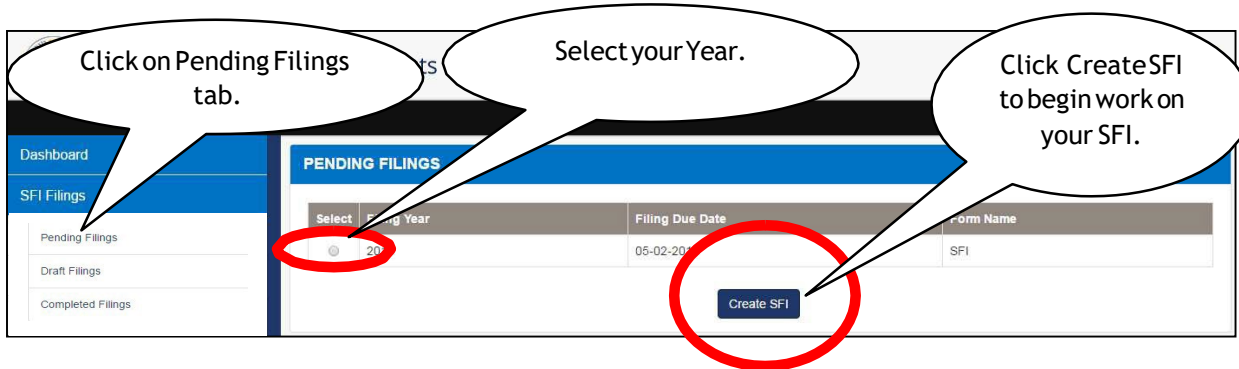 Click on Pending Filings
tab.
Select your Year.
Click Create SFI
to begin work on
your SFI.
Dashboard
SFI Filings
Pending Filings
Draft Filings
Completed Filings
PENDING FILINGS
Select Year Filing Due Date Form Name
SFI
Create SFI